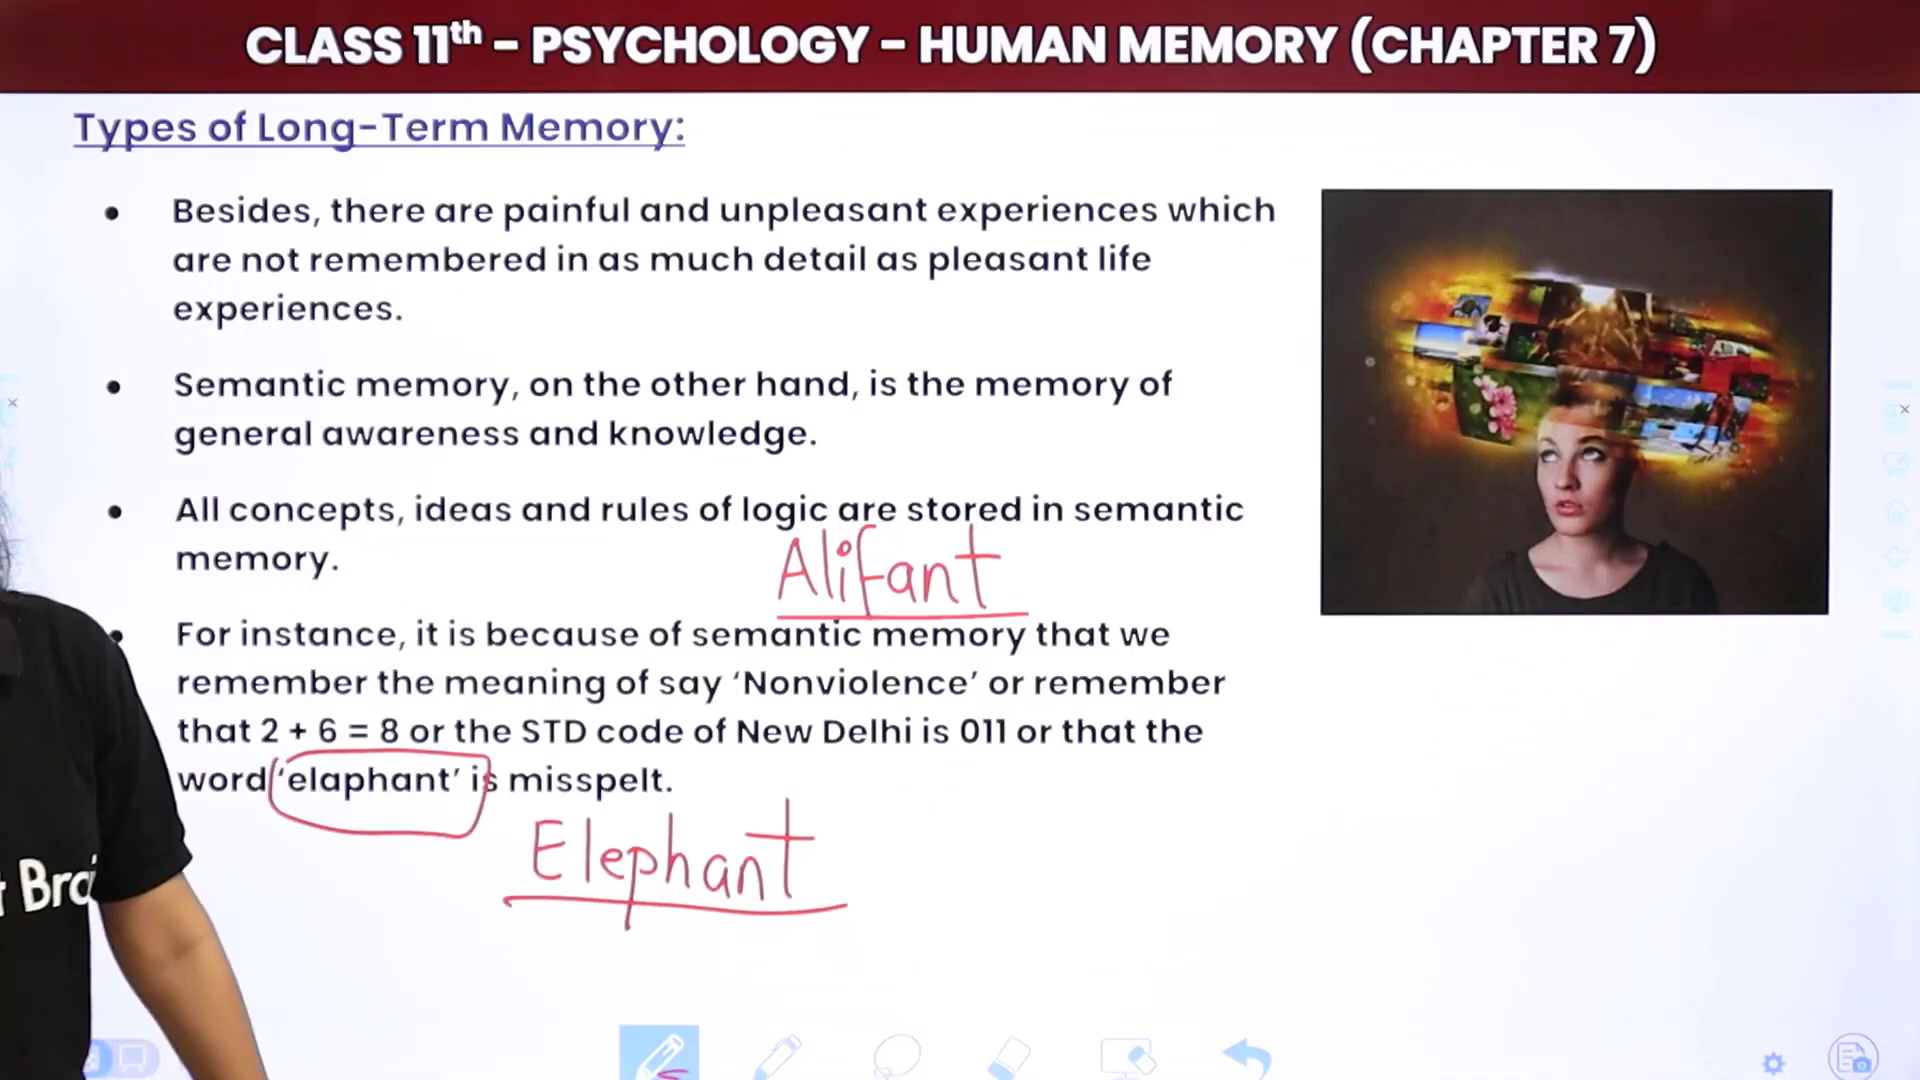 CLASS 11th – PSYCHOLOGY – HUMAN MEMORY (CHAPTER 7)
Types of Long-Term Memory:
• Besides, there are painful and unpleasant experiences which
are not remembered in as much detail as pleasant life
experiences.
• Semantic memory, on the other hand, is the memory of
general awareness and knowledge.
• All concepts, ideas and rules of logic are stored in semantic
memory.
Alifant
• For instance, it is because of semantic memory that we
remember the meaning of say ‘Nonviolence’ or remember
that 2 + 6 = 8 or the STD code of New Delhi is 011 or that the
word ‘elaphant’ is misspelt.
Elephant